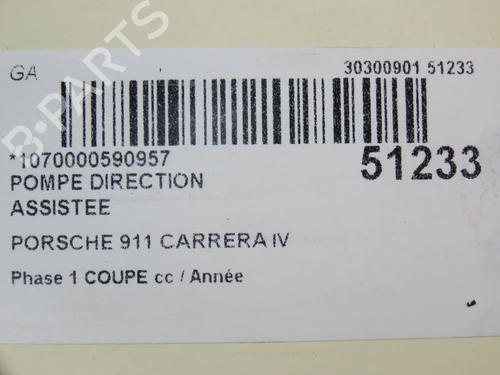 GA
30300901 51233
*1070000590957
51233
POMPE DIRECTION
ASSISTEE
PORSCHE 911 CARRERA IV
Phase 1 COUPE cc / Année
B-PARTS